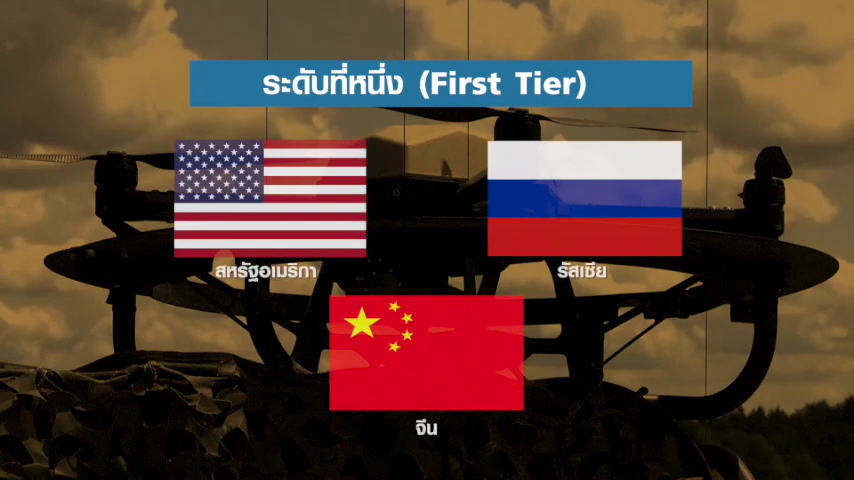 ระดับที่หนึ่ง (First Tier)
สหรัฐอเมริกา
รัสเซีย
จีน